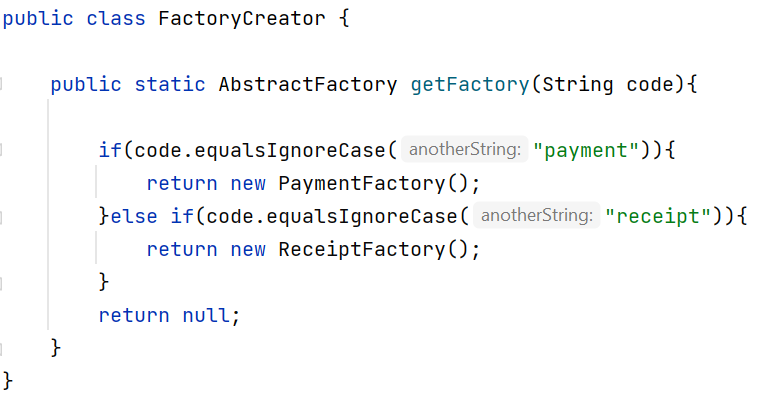 public class FactoryCreator {
public static AbstractFactory getFactory(String code){
if(code.equalsIgnoreCase( anotherString: "payment")){
return new PaymentFactory();
}else if(code.equalsIgnoreCase( anotherString: "receipt")){
return new ReceiptFactory();
}
return null;
}
}